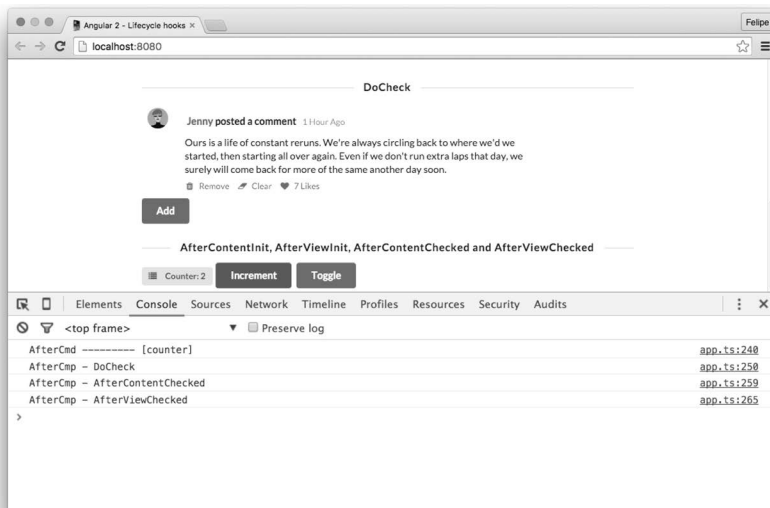 Angular 2 - Lifecycle hooks ×
Felipe
localhost:8080
DoCheck
Jenny posted a comment 1 Hour Ago
Ours is a life of constant reruns. We're always circling back to where we'd we
started, then starting all over again. Even if we don't run extra laps that day, we
surely will come back for more of the same another day soon.
Remove Clear 7 Likes
Add
AfterContentInit, AfterViewInit, AfterContentChecked and AfterViewChecked
Counter: 2 Increment Toggle
Elements Console Sources Network Timeline Profiles Resources Security Audits
<top frame> ▼ Preserve log
AfterCmd --------- [counter] app.ts:240
AfterCmp - DoCheck app.ts:250
AfterCmp - AfterContentChecked app.ts:259
AfterCmp - AfterViewChecked app.ts:265
>